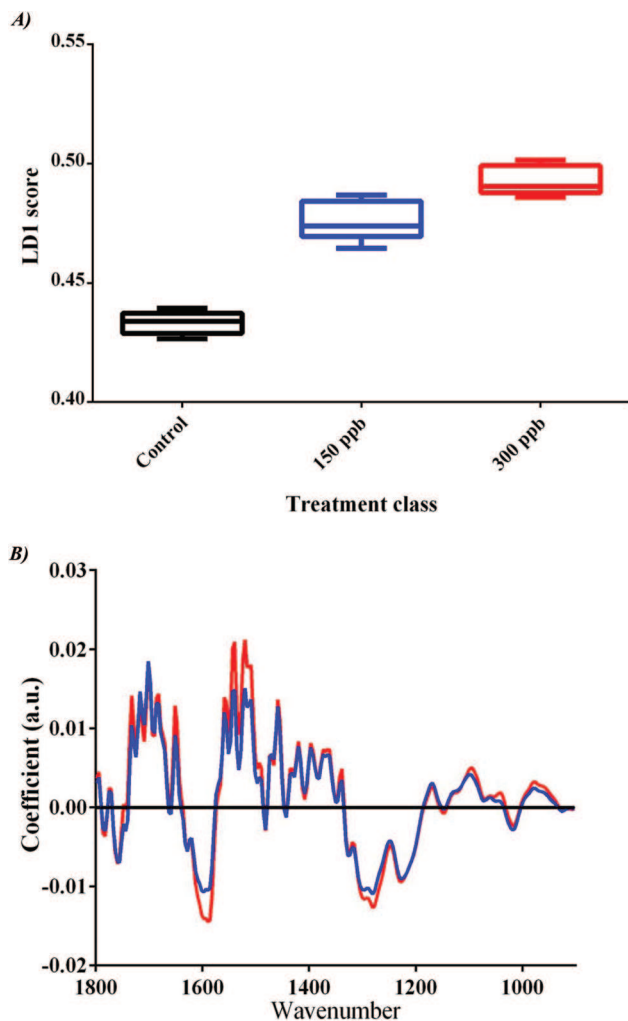 A)
0.55
0.50
0.45
0.40
LD1 score
Control
150 ppb
300 ppb
Treatment class
B)
0.03
0.02
0.01
0.00
-0.01
-0.02
Coefficient (a.u.)
1800
1600
1400
1200
1000
Wavenumber